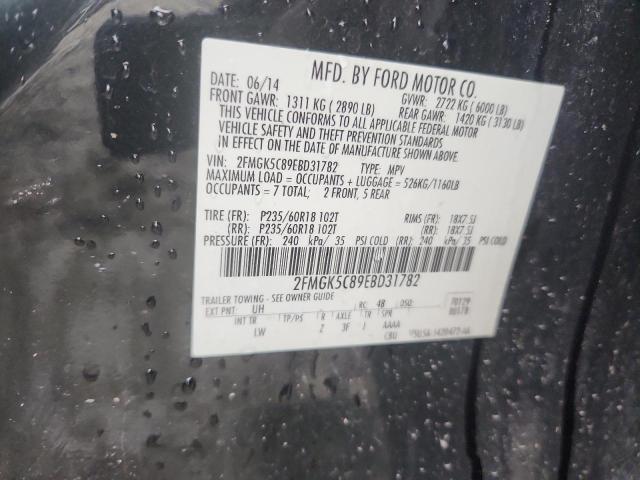 MFD. BY FORD MOTOR CO.
DATE: 06/14 GVWR: 2722 KG (6000 LB)
FRONT GAWR: 1311 KG (2890 LB) REAR GAWR: 1420 KG (3130 LB)
THIS VEHICLE CONFORMS TO ALL APPLICABLE FEDERAL MOTOR
VEHICLE SAFETY AND THEFT PREVENTION STANDARDS
IN EFFECT ON THE DATE OF MANUFACTURE SHOWN ABOVE.
VIN: 2FMGK5C89EBD31782 TYPE: MPV
MAXIMUM LOAD = OCCUPANTS + LUGGAGE = 526KG/1160LB
OCCUPANTS = 7 TOTAL; 2 FRONT, 5 REAR
TIRE (FR): P235/60R18 102T RIMS (FR): 18X7.5J
(RR): P235/60R18 102T (RR): 18X7.5J
PRESSURE (FR): 240 kPa/ 35 PSI COLD (RR): 240 kPa/ 35 PSI COLD
2FMGK5C89EBD31782
TRAILER TOWING - SEE OWNER GUIDE
EXT PNT: UH RC: 48 DSO:
INT TR TP/PS R AXLE TR SPR
LW 2 3F I AAAA
CBU